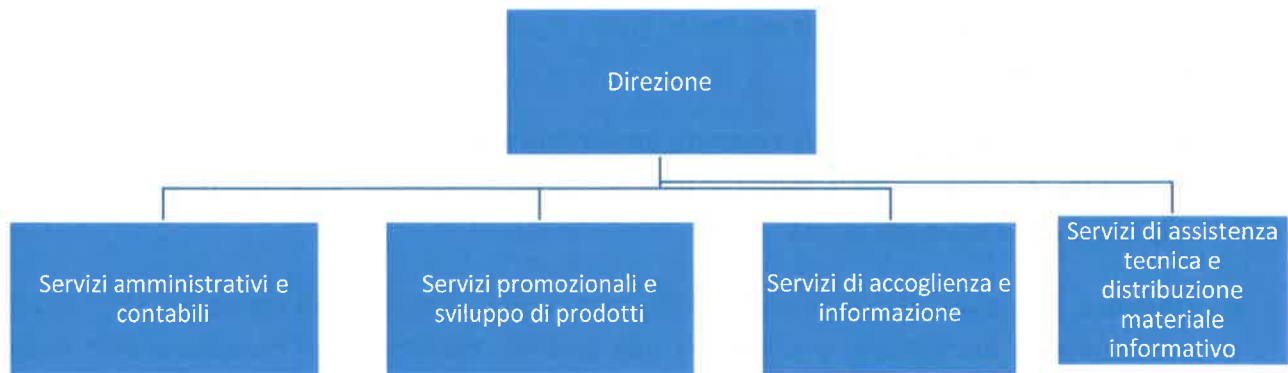 Direzione
Servizi amministrativi e
contabili
Servizi promozionali e
sviluppo di prodotti
Servizi di accoglienza e
informazione
Servizi di assistenza
tecnica e
distribuzione
materiale
informativo